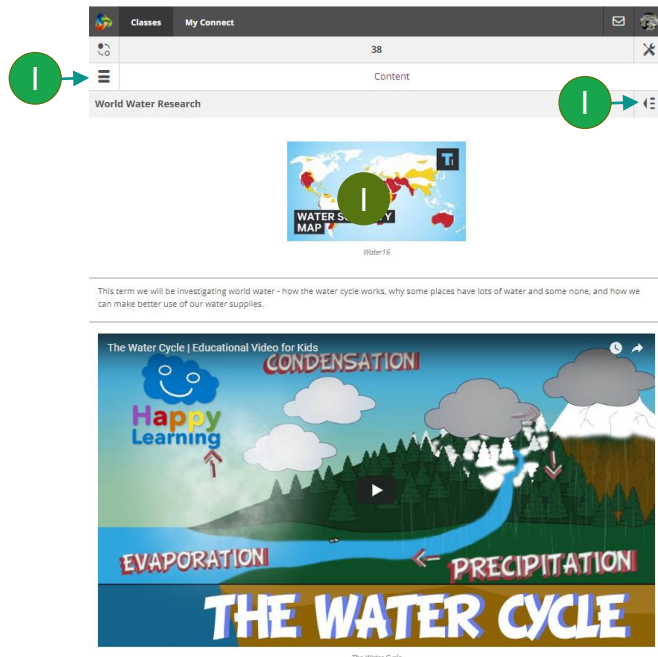 Classes My Connect
38
Content
World Water Research
I
I
I
Ti
MAP
Water16
This term we will be investigating world water - how the water cycle works, why some places have lots of water and some none, and how we
can make better use of our water supplies.
The Water Cycle | Educational Video for Kids
CONDENSATION
Happy
Learning
EVAPORATION
PRECIPITATION
THE WATER CYCLE